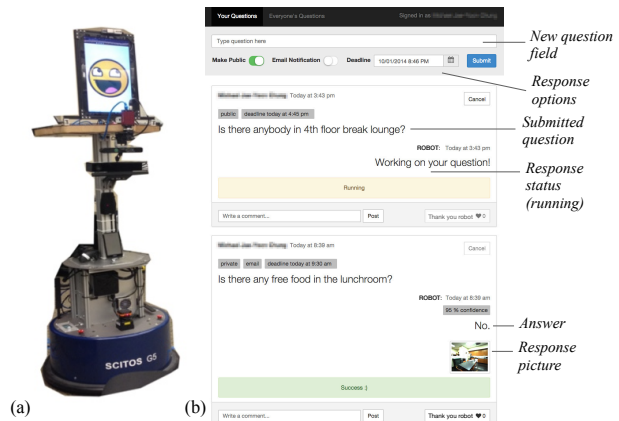 SCITOS G5
(a)
(b)
Your Questions Everyone's Questions Signed in as
Type question here
New question
field
Make Public Email Notification Deadline 10/01/2014 8:46 PM Submit
Response
options
Today at 3:43 pm Cancel
public deadline today at 4:45 pm
Is there anybody in 4th floor break lounge?
Submitted
question
ROBOT: Today at 3:43 pm
Working on your question!
Response
status
(running)
Running
Write a comment... Post Thank you robot ♥ 0
Today at 8:39 am Cancel
private email deadline today at 9:30 am
Is there any free food in the lunchroom?
ROBOT: Today at 8:39 am
95 % confidence
No.
Answer
Response
picture
Success :)
Write a comment... Post Thank you robot ♥ 0